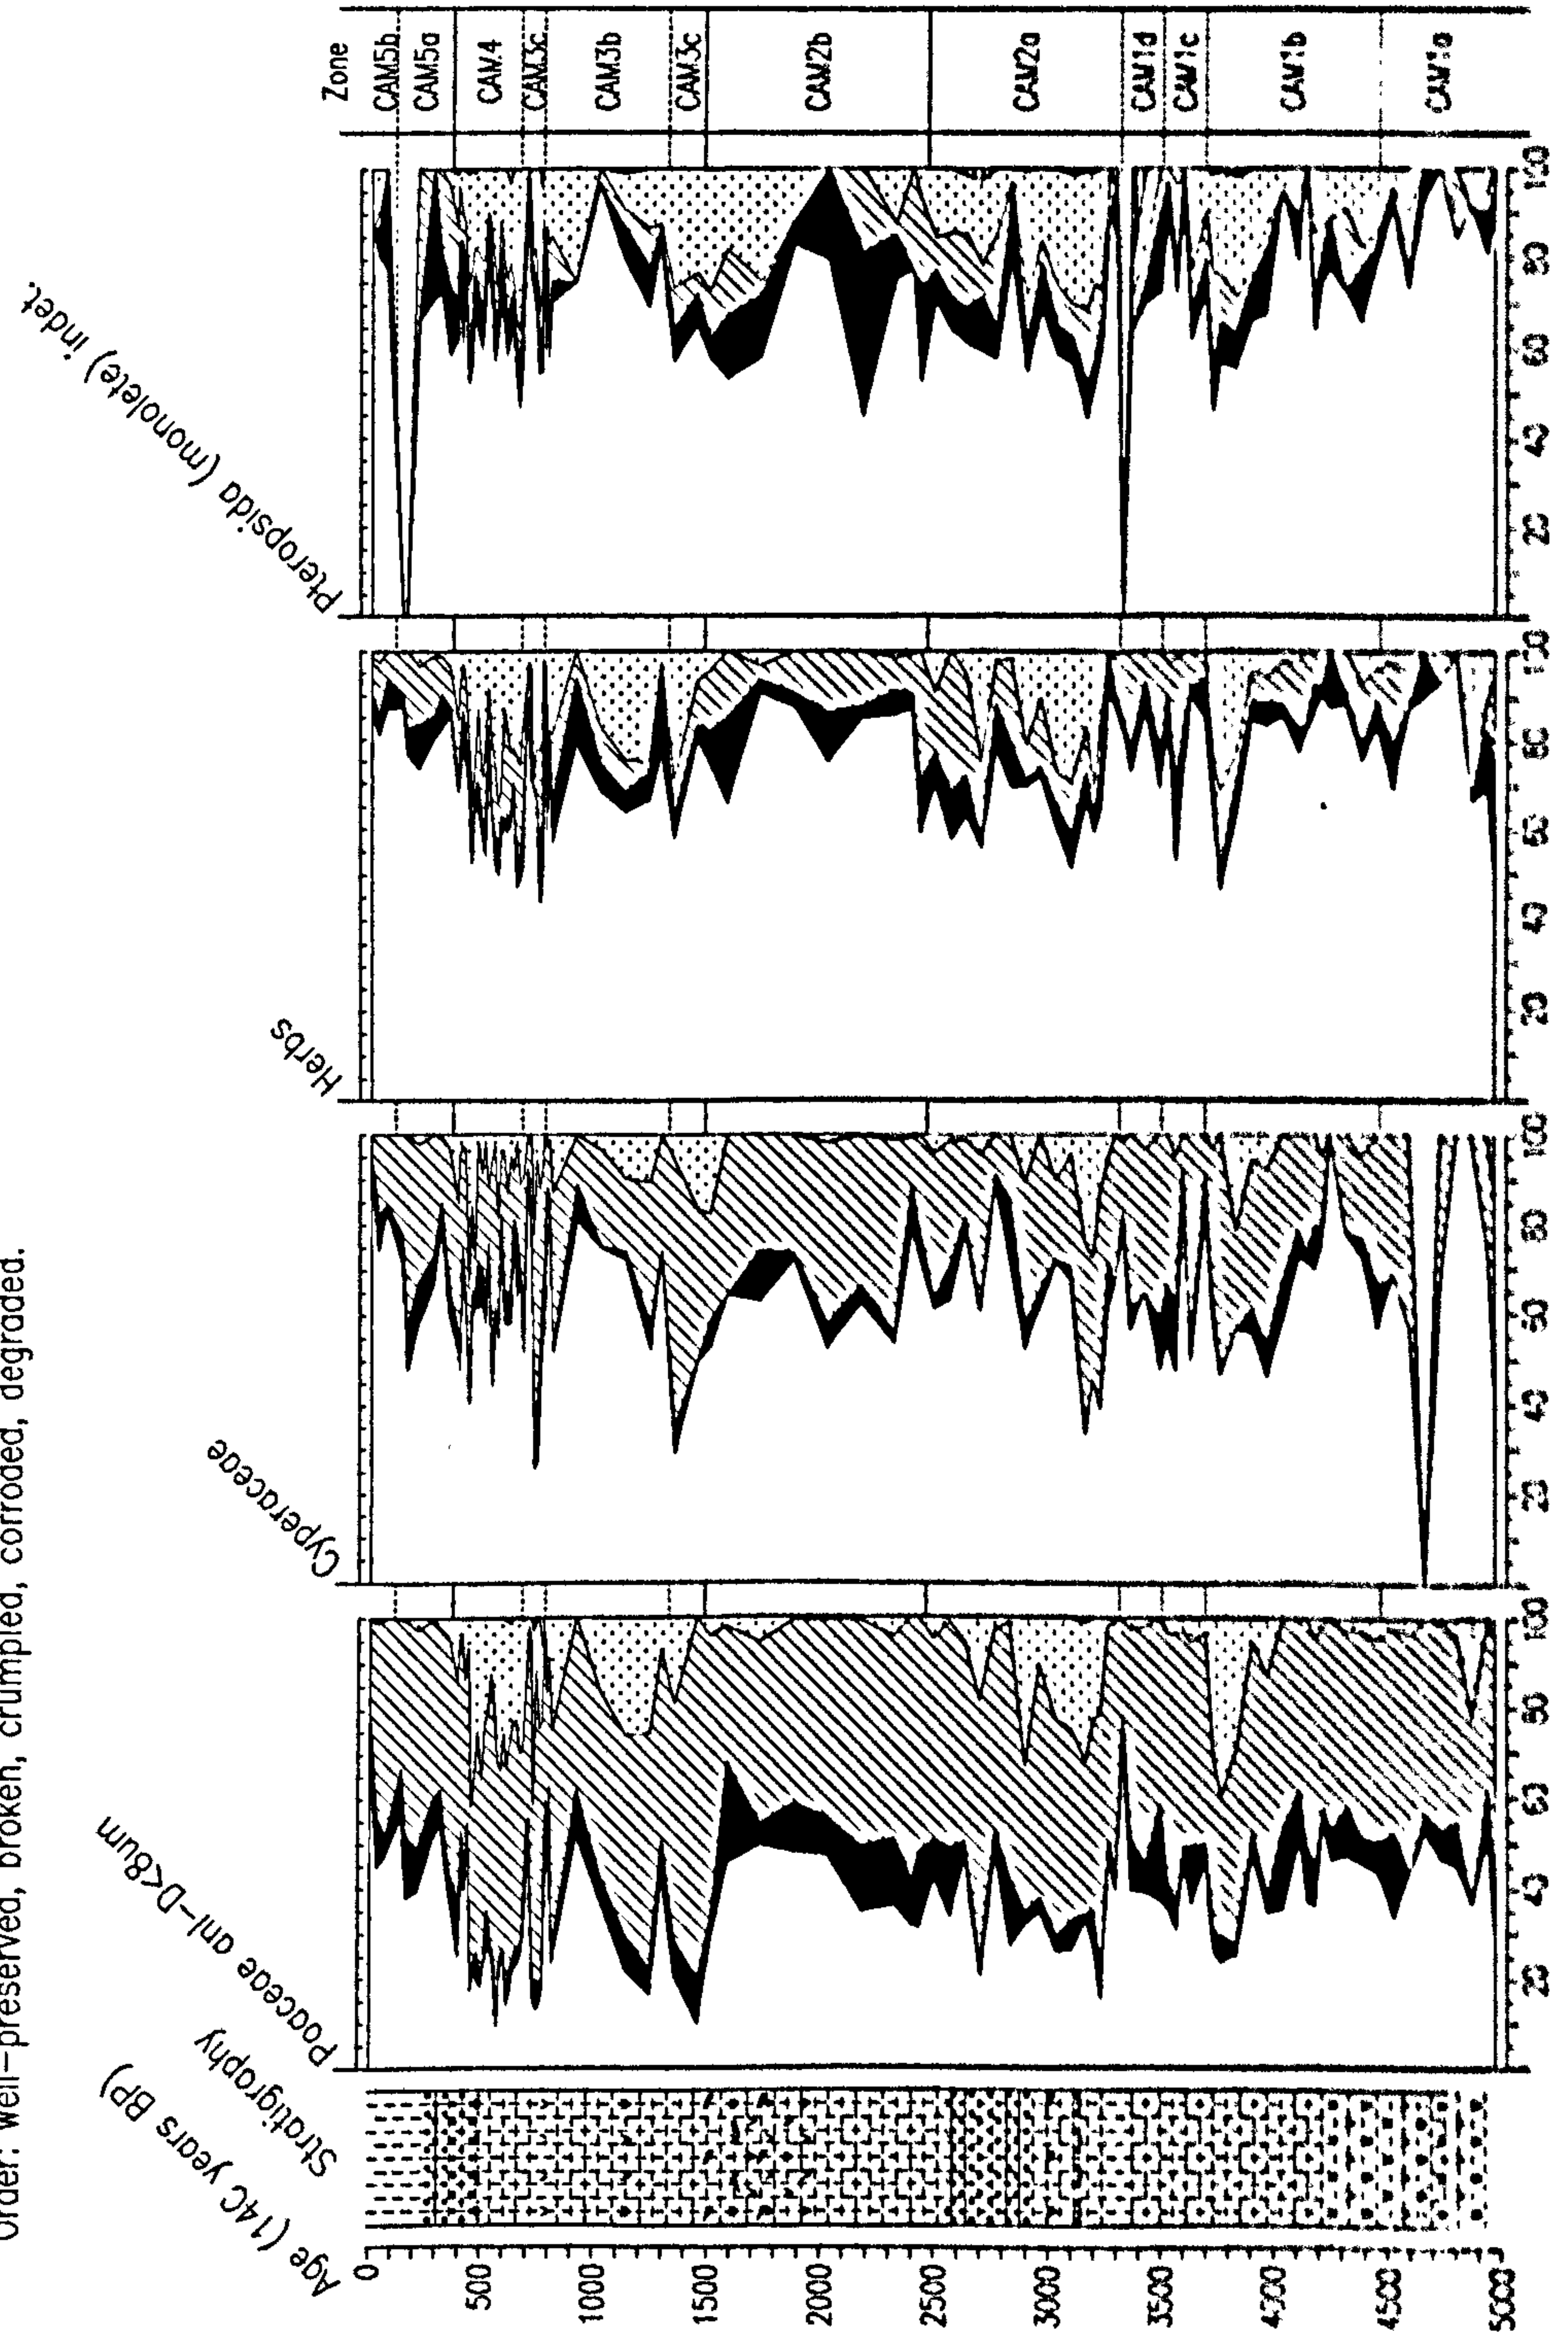 Order: well-preserved, broken, crumpled, corroded, degraded.
Age (14C years BP)
Stratigraphy
Poaceae anl-D<8um
Cyperaceae
Herbs
Pteropsida (monolete) indet.
Zone
0
500
1000
1500
2000
2500
3000
3500
4000
4500
5000
20 40 60 80 100
20 40 60 80 100
20 40 60 80 100
20 40 60 80 100
CAM5b
CAM5a
CAM4
CAM3c
CAM3b
CAM3c
CAM2b
CAM2a
CAM1d
CAM1c
CAM1b
CAM1a